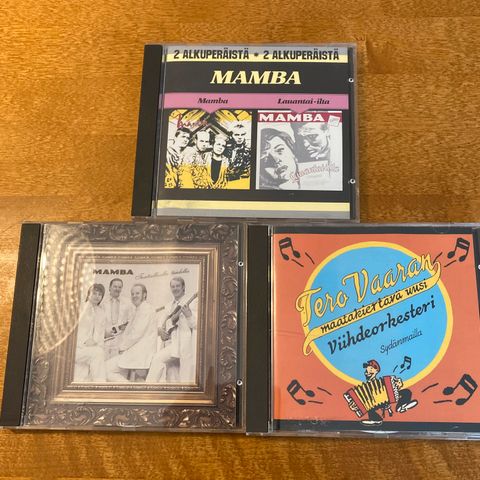 2 ALKUPERÄISTÄ * 2 ALKUPERÄISTÄ
MAMBA
Mamba
Lauantai-ilta
MAMBA
MAMBA
Tero Vaaran
maatakiertävä uusi
Viihdeorkesteri
Sydänmailla